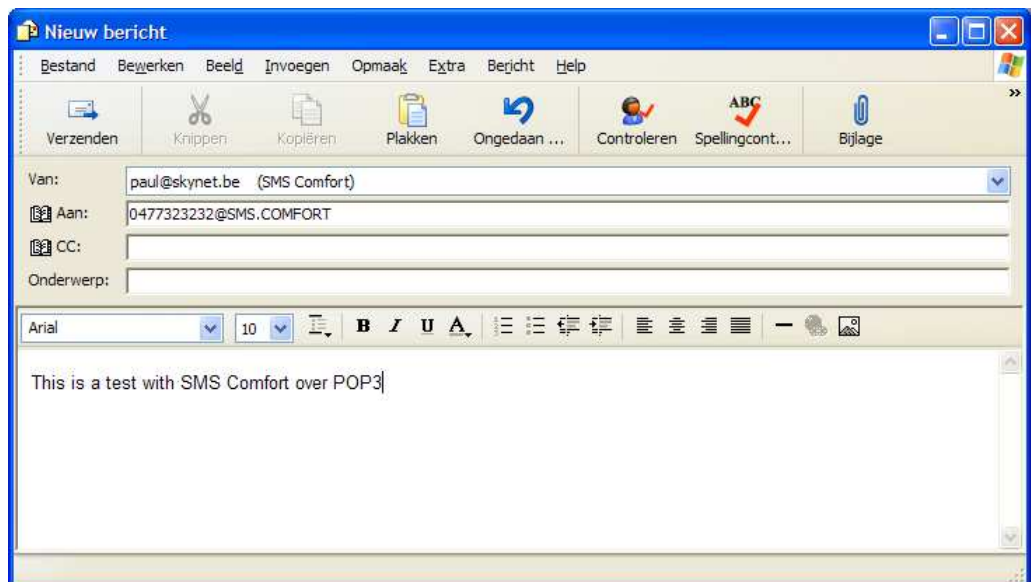 Nieuw bericht
Bestand Bewerken Beeld Invoegen Opmaak Extra Bericht Help
Verzenden Knippen Kopiëren Plakken Ongedaan ... Controleren ABC Spellingcont... Bijlage
Van: paul@skynet.be (SMS Comfort)
Aan: 0477323232@SMS.COMFORT
CC:
Onderwerp:
Arial 10 B I U A
This is a test with SMS Comfort over POP3